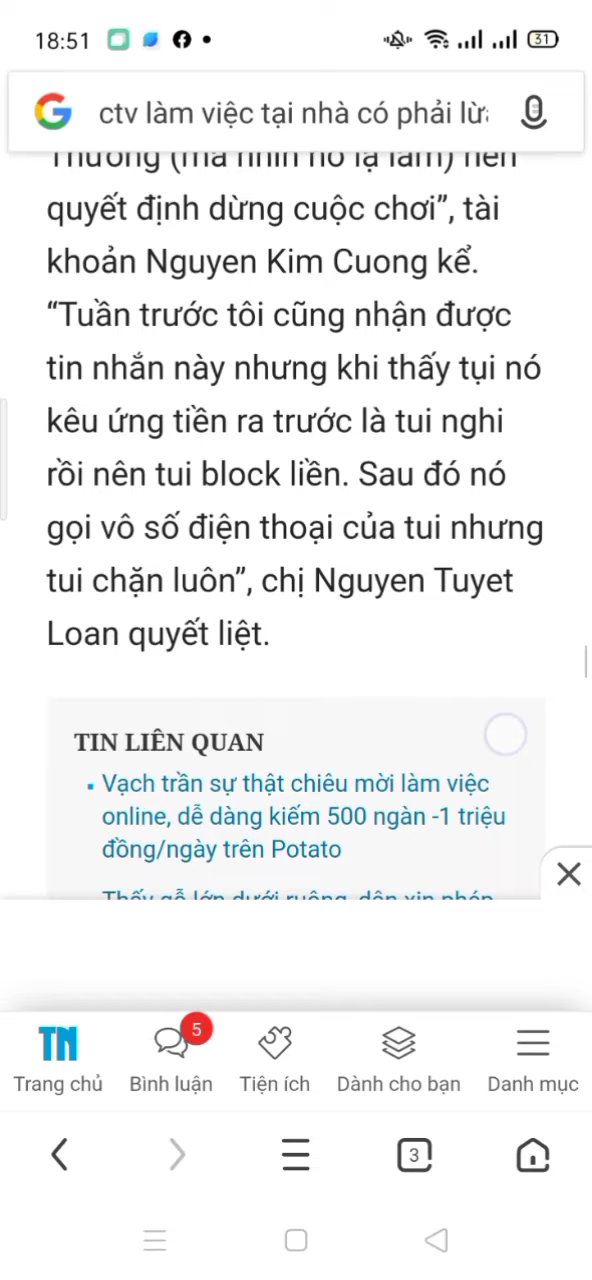 18:51
31
ctv làm việc tại nhà có phải lừa
quyết định dừng cuộc chơi”, tài
khoản Nguyen Kim Cuong kể.
“Tuần trước tôi cũng nhận được
tin nhắn này nhưng khi thấy tụi nó
kêu ứng tiền ra trước là tui nghi
rồi nên tui block liền. Sau đó nó
gọi vô số điện thoại của tui nhưng
tui chặn luôn”, chị Nguyen Tuyet
Loan quyết liệt.
TIN LIÊN QUAN
Vạch trần sự thật chiêu mời làm việc
online, dễ dàng kiếm 500 ngàn -1 triệu
đồng/ngày trên Potato
TN
5
Trang chủ Bình luận Tiện ích Dành cho bạn Danh mục
3